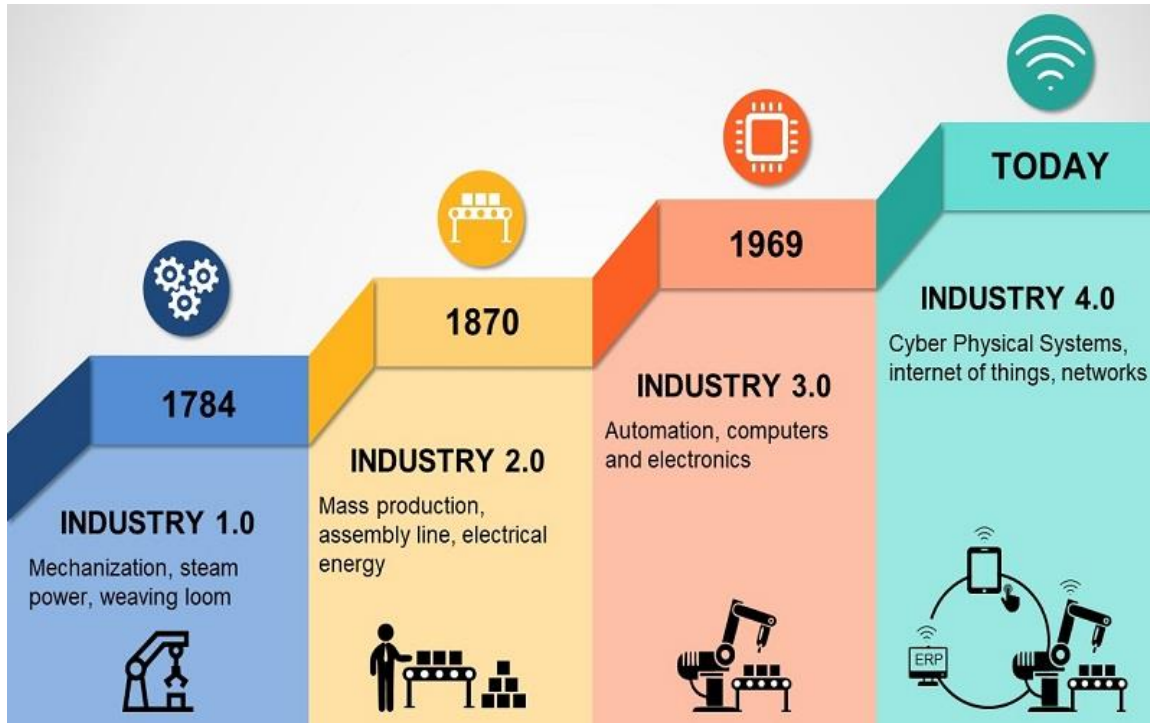 1784
INDUSTRY 1.0
Mechanization, steam
power, weaving loom
1870
INDUSTRY 2.0
Mass production,
assembly line, electrical
energy
1969
INDUSTRY 3.0
Automation, computers
and electronics
TODAY
INDUSTRY 4.0
Cyber Physical Systems,
internet of things, networks
ERP